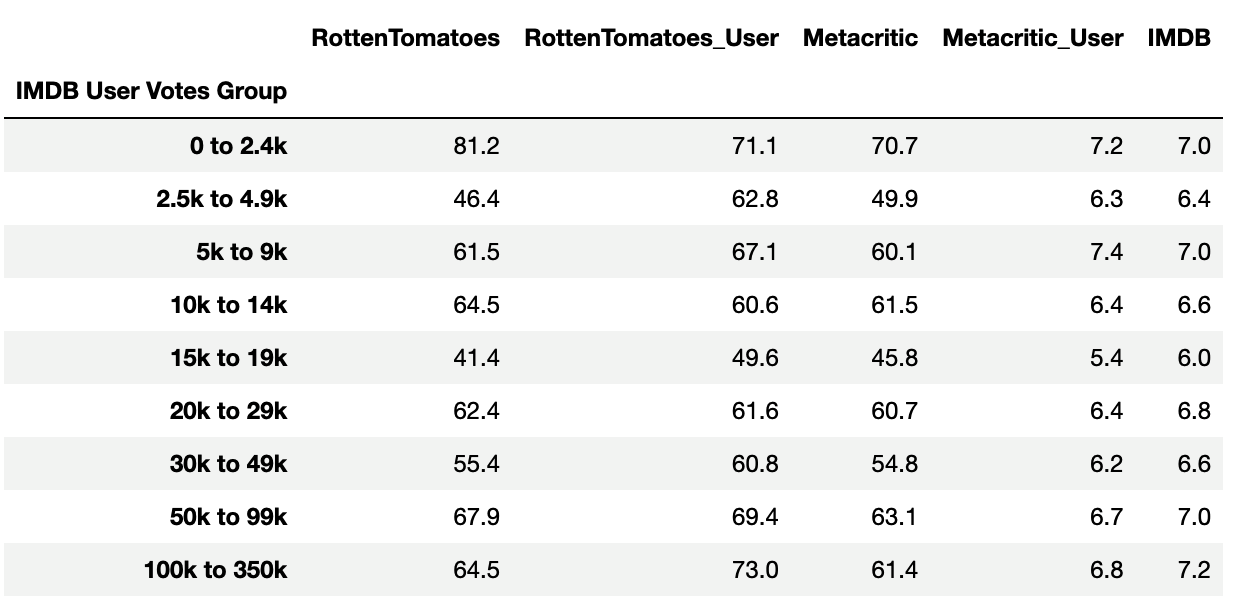 RottenTomatoes RottenTomatoes_User Metacritic Metacritic_User IMDB
IMDB User Votes Group
0 to 2.4k 81.2 71.1 70.7 7.2 7.0
2.5k to 4.9k 46.4 62.8 49.9 6.3 6.4
5k to 9k 61.5 67.1 60.1 7.4 7.0
10k to 14k 64.5 60.6 61.5 6.4 6.6
15k to 19k 41.4 49.6 45.8 5.4 6.0
20k to 29k 62.4 61.6 60.7 6.4 6.8
30k to 49k 55.4 60.8 54.8 6.2 6.6
50k to 99k 67.9 69.4 63.1 6.7 7.0
100k to 350k 64.5 73.0 61.4 6.8 7.2